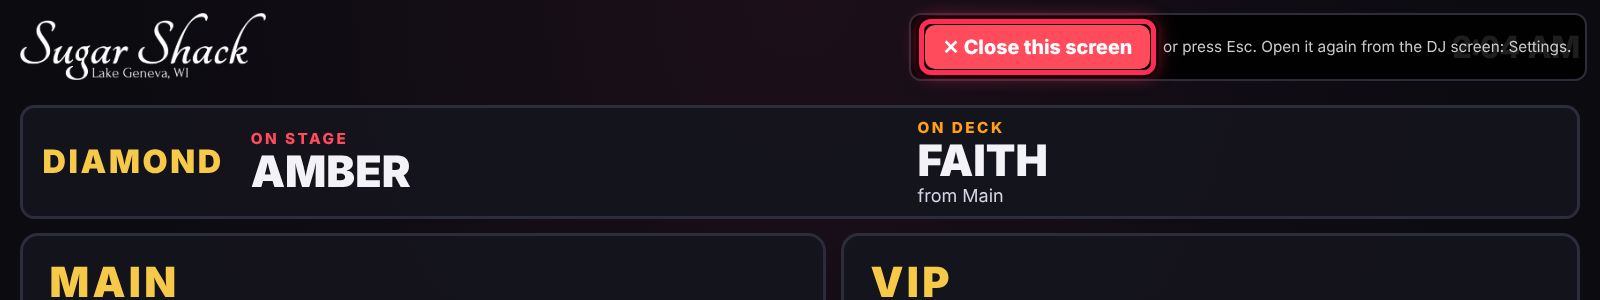 Sugar Shack
Lake Geneva, WI
✕ Close this screen or press Esc. Open it again from the DJ screen: Settings.
DIAMOND
ON STAGE
AMBER
ON DECK
FAITH
from Main
MAIN
VIP